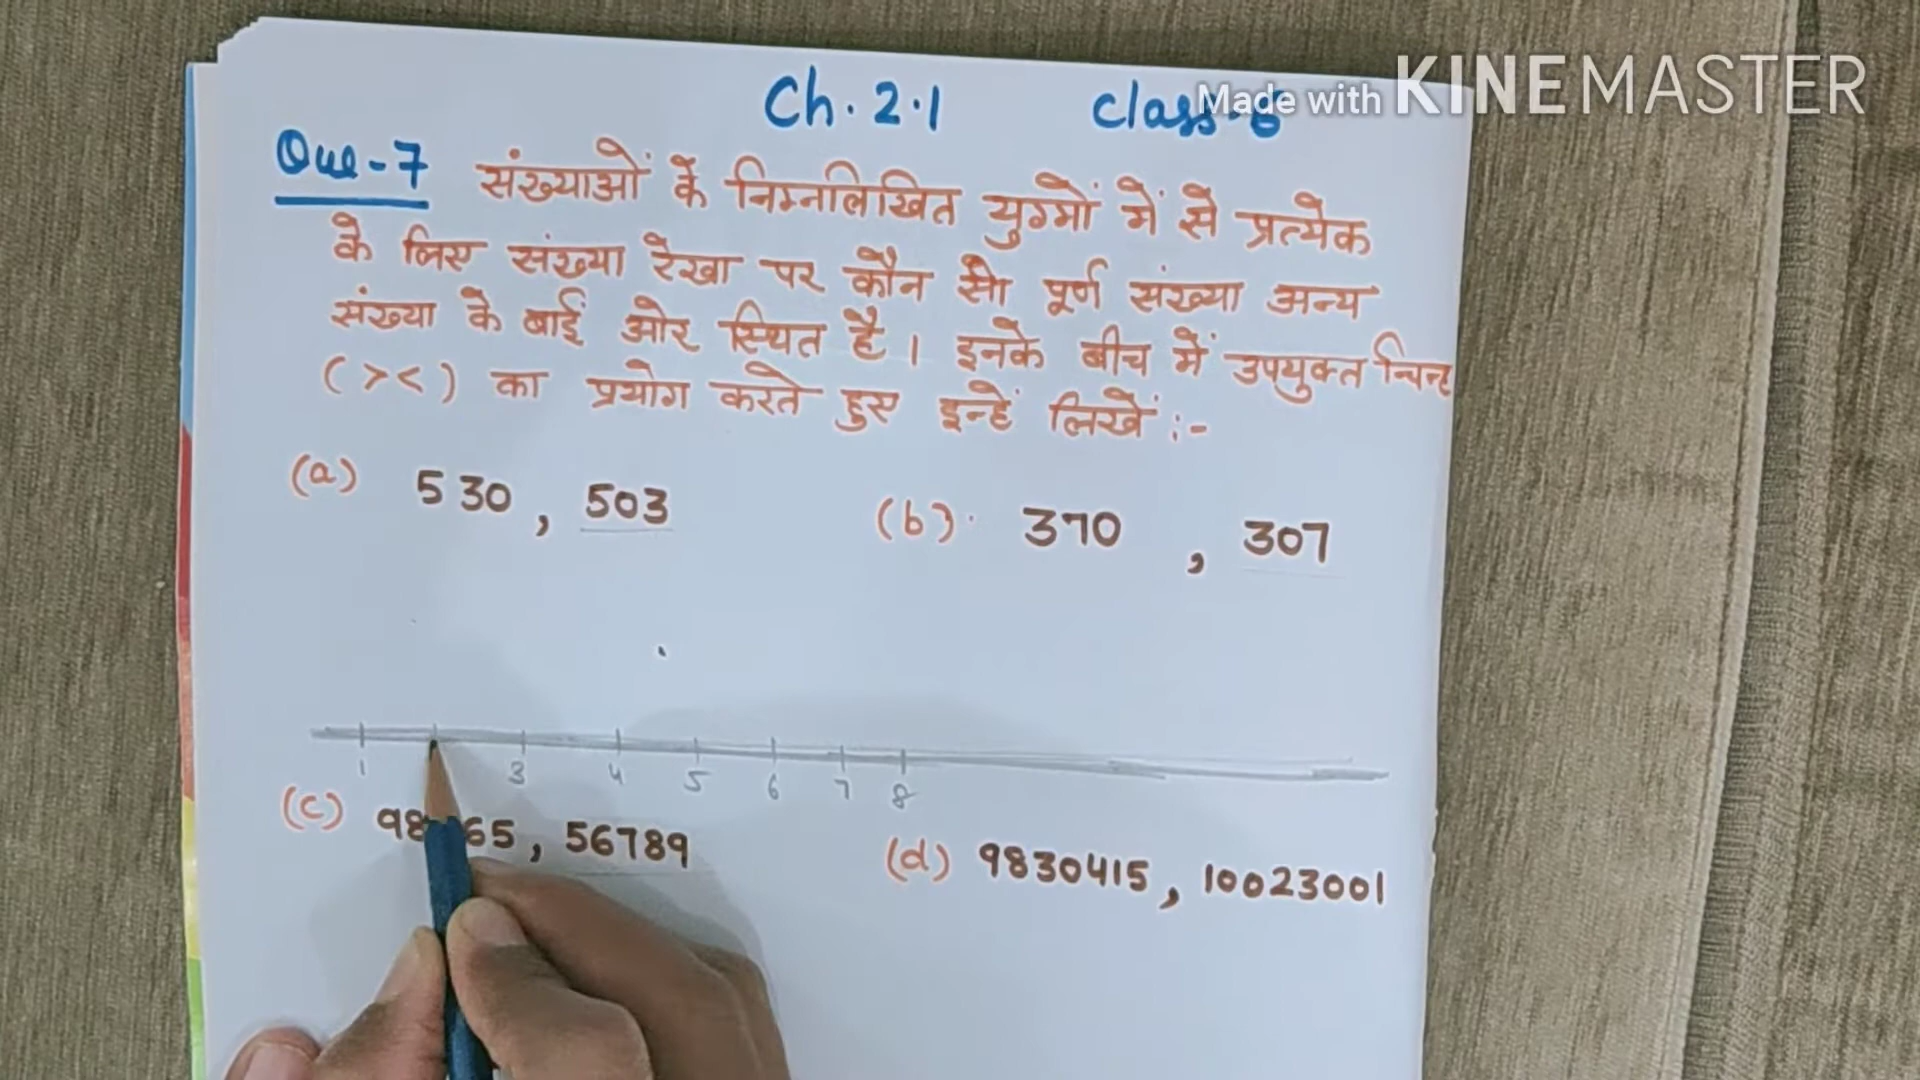 Ch. 2.1 Class-6
Made with KINEMASTER
Que-7 संख्याओं के निम्नलिखित युग्मों में से प्रत्येक
के लिए संख्या रेखा पर कौन सी पूर्ण संख्या अन्य
संख्या के बाईं ओर स्थित है। इनके बीच में उपयुक्त चिन्ह
(><) का प्रयोग करते हुए इन्हें लिखें :-
(a) 530 , 503 (b) 370 , 307
1 3 4 5 6 7 8
(c) , 56789 (d) 9830415 , 10023001